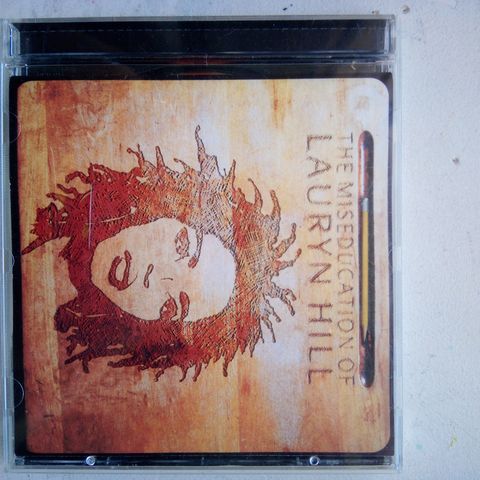 THE MISEDUCATION OF
LAURYN HILL